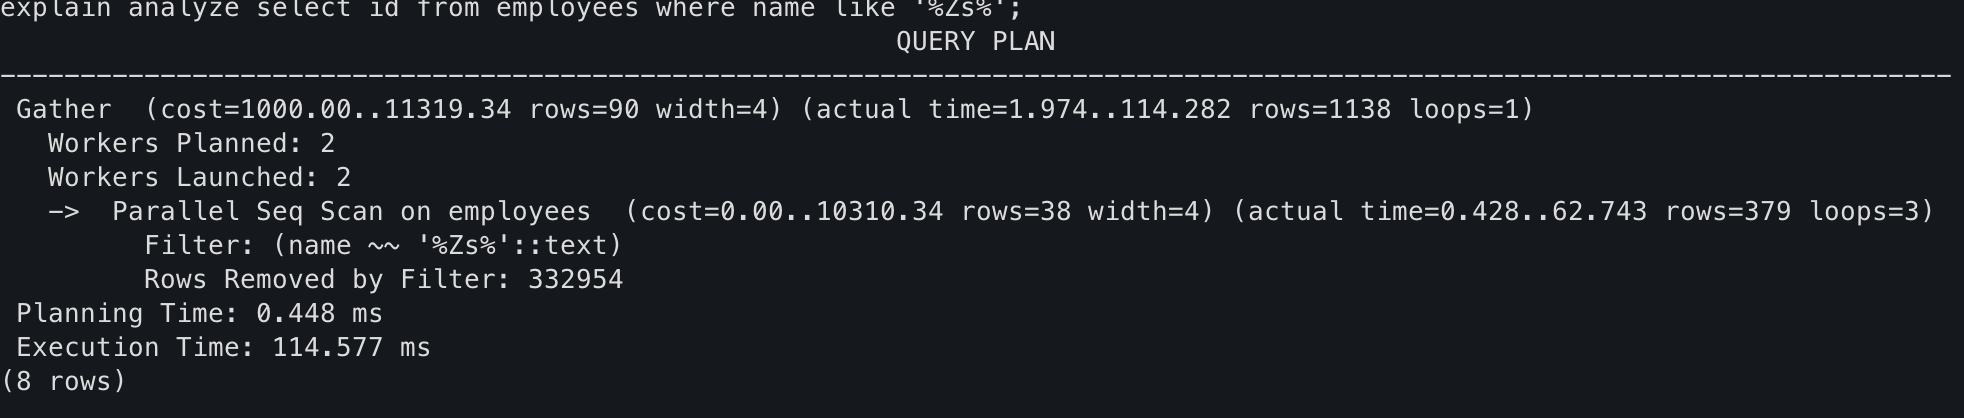 explain analyze select id from employees where name like '%Zs%';
QUERY PLAN
--------------------------------------------------------------------------------------------------------------------------
Gather  (cost=1000.00..11319.34 rows=90 width=4) (actual time=1.974..114.282 rows=1138 loops=1)
Workers Planned: 2
Workers Launched: 2
->  Parallel Seq Scan on employees  (cost=0.00..10310.34 rows=38 width=4) (actual time=0.428..62.743 rows=379 loops=3)
Filter: (name ~~ '%Zs%'::text)
Rows Removed by Filter: 332954
Planning Time: 0.448 ms
Execution Time: 114.577 ms
(8 rows)